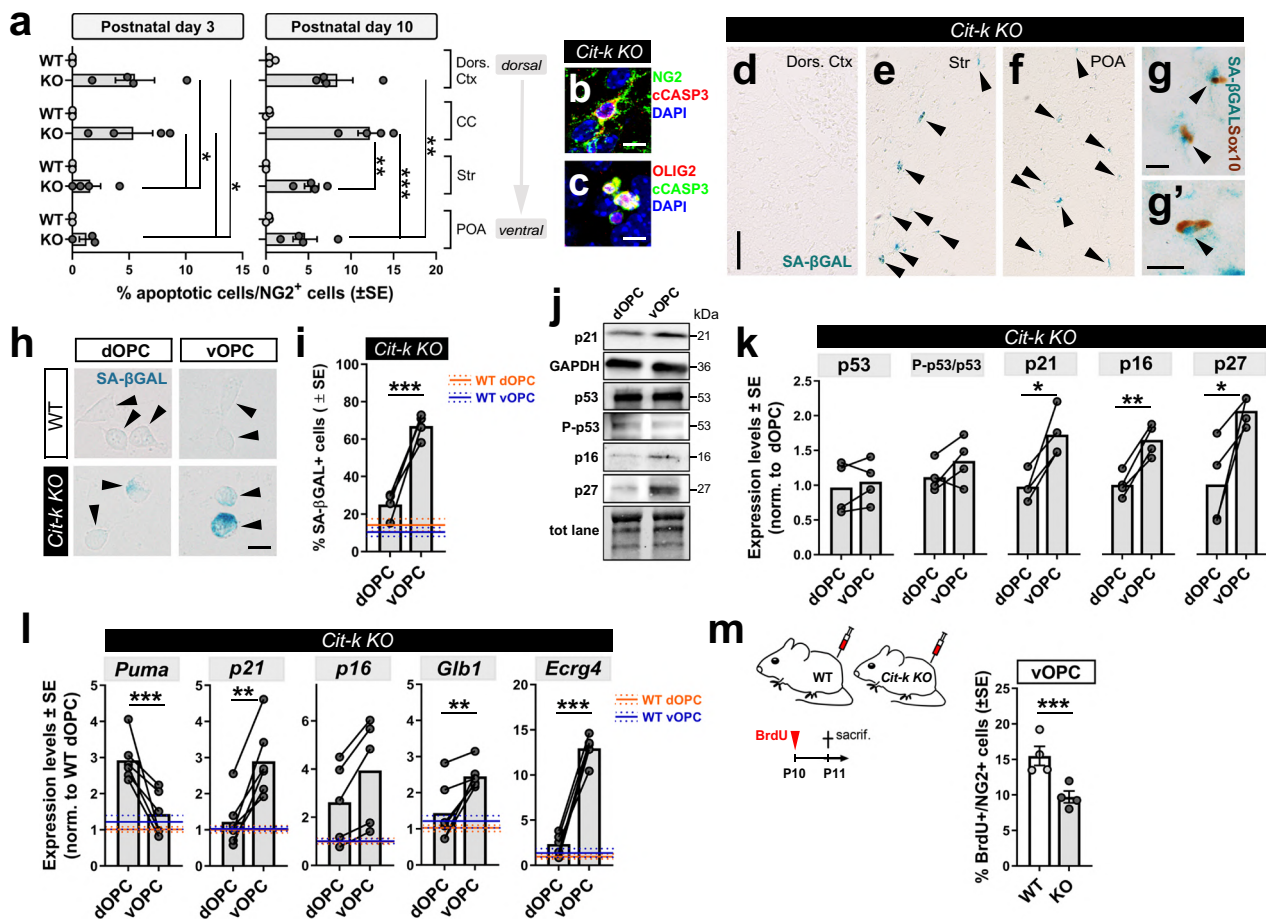 a
Postnatal day 3
Postnatal day 10
WT
KO
WT
KO
WT
KO
WT
KO
Dors. Ctx
CC
Str
POA
dorsal
ventral
*
*
**
***
**
0 5 10 15
0 5 10 15 20
% apoptotic cells/NG2+ cells (±SE)
Cit-k KO
b
NG2
cCASP3
DAPI
c
OLIG2
cCASP3
DAPI
Cit-k KO
d
Dors. Ctx
SA-βGAL
e
Str
f
POA
g
SA-βGAL
Sox10
g'
h
dOPC
vOPC
SA-βGAL
WT
Cit-k KO
i
Cit-k KO
***
WT dOPC
WT vOPC
% SA-βGAL+ cells (± SE)
100
80
60
40
20
0
dOPC
vOPC
j
dOPC
vOPC
kDa
p21
21
GAPDH
36
p53
53
P-p53
53
p16
16
p27
27
tot lane
k
Cit-k KO
p53
P-p53/p53
p21
p16
p27
*
**
*
Expression levels ± SE
(norm. to dOPC)
2.0
1.5
1.0
0.5
0.0
dOPC
vOPC
dOPC
vOPC
dOPC
vOPC
dOPC
vOPC
dOPC
vOPC
l
Cit-k KO
Puma
p21
p16
Glb1
Ecrg4
***
**
**
***
WT dOPC
WT vOPC
Expression levels ± SE
(norm. to WT dOPC)
5
4
3
2
1
0
5
4
3
2
1
0
6
4
2
0
5
4
3
2
1
0
15
10
5
0
dOPC
vOPC
dOPC
vOPC
dOPC
vOPC
dOPC
vOPC
dOPC
vOPC
m
WT
Cit-k KO
BrdU
sacrif.
P10
P11
vOPC
***
% BrdU+/NG2+ cells (±SE)
25
20
15
10
5
0
WT
KO